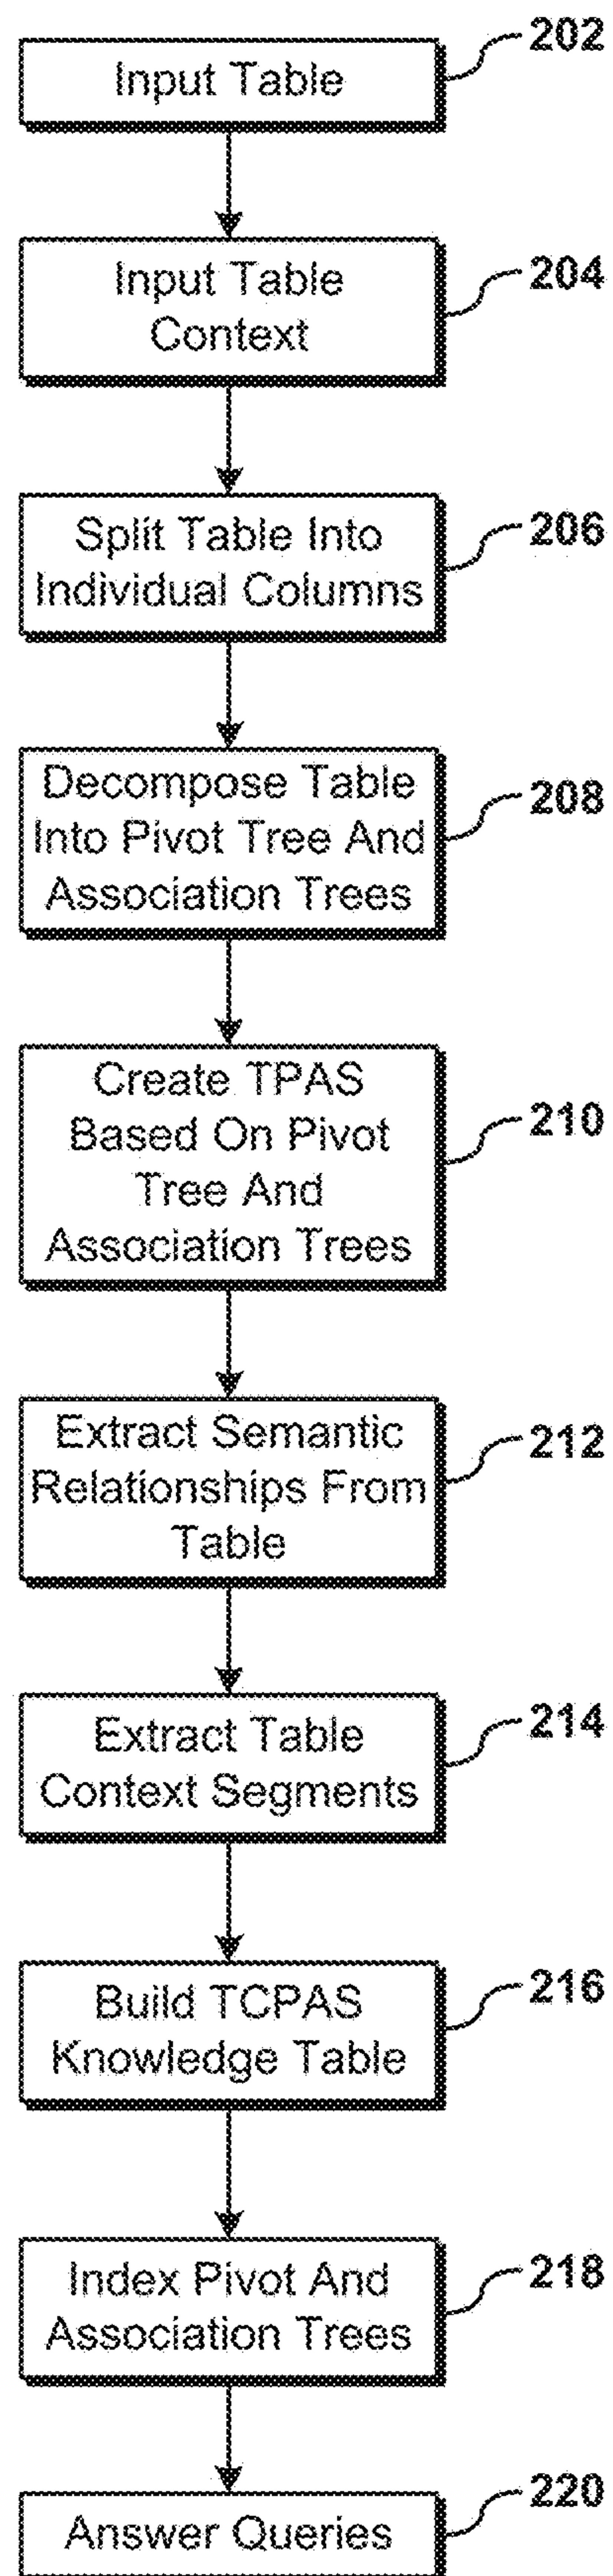 202
Input Table
204
Input Table
Context
206
Split Table Into
Individual Columns
208
Decompose Table
Into Pivot Tree And
Association Trees
210
Create TPAS
Based On Pivot
Tree And
Association Trees
212
Extract Semantic
Relationships From
Table
214
Extract Table
Context Segments
216
Build TCPAS
Knowledge Table
218
Index Pivot And
Association Trees
220
Answer Queries